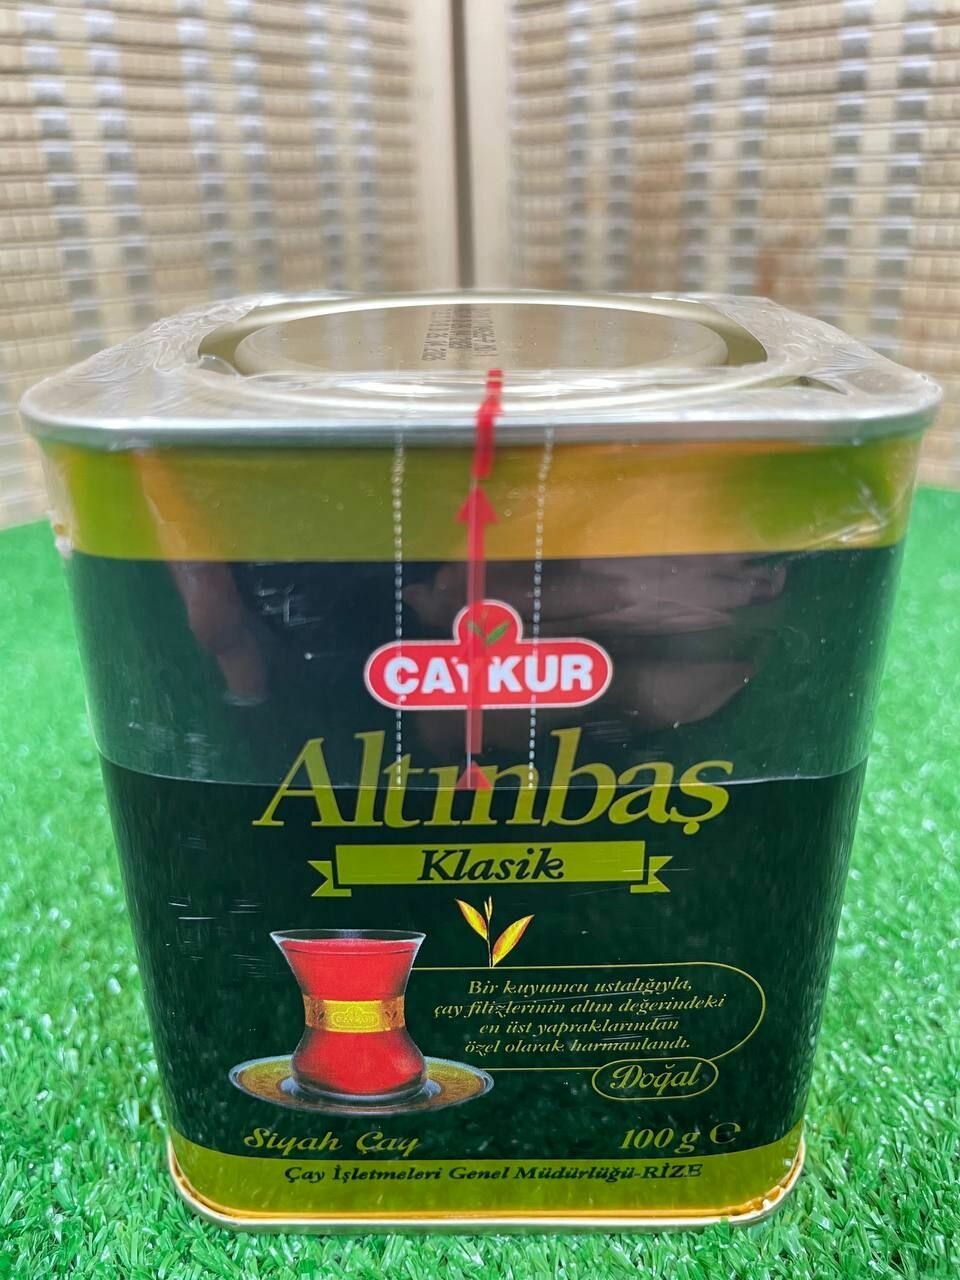 ÇAYKUR
Altınbaş
Klasik
Bir kuyumcu ustalığıyla,
çay filizlerinin altın değerindeki
en üst yapraklarından
özel olarak harmanlandı.
Doğal
ÇAYKUR
Siyah Çay
100 g ℮
Çay İşletmeleri Genel Müdürlüğü-RİZE